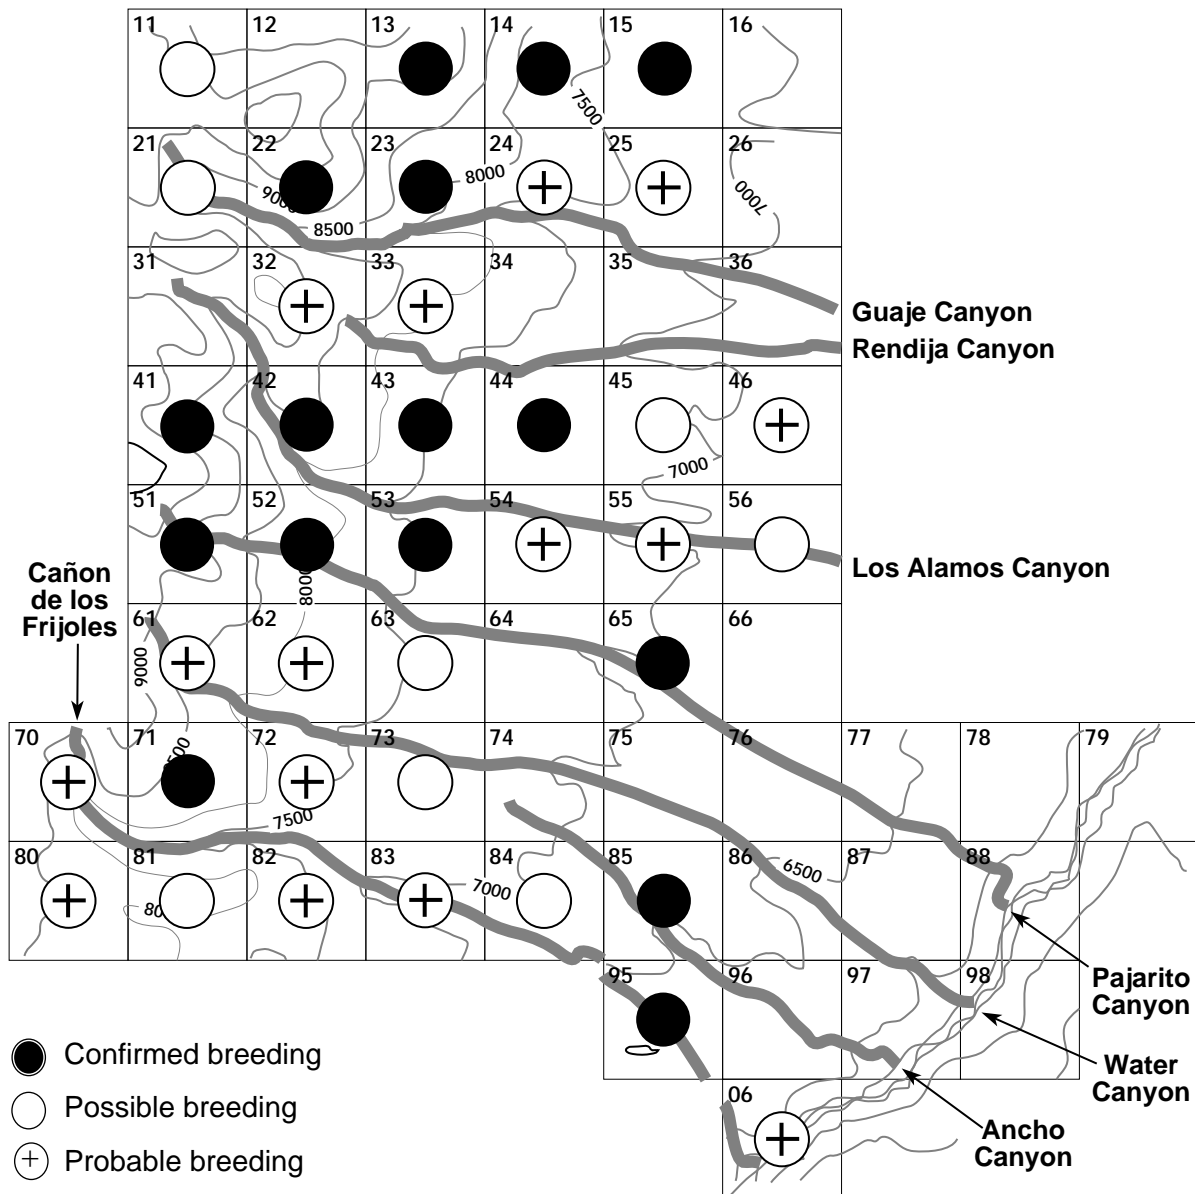 11 12 13 14 15 16
7500
21 22 23 24 25 26
8000
9000
7000
8500
31 32 33 34 35 36
Guaje Canyon
Rendija Canyon
41 42 43 44 45 46
7000
51 52 53 54 55 56
Los Alamos Canyon
Cañon
de los
Frijoles
8000
61 62 63 64 65 66
9000
70 71 72 73 74 75 76 77 78 79
7500
80 81 82 83 84 85 86 87 88
7000
6500
80
95 96 97 98
Pajarito
Canyon
Water
Canyon
06
Ancho
Canyon
Confirmed breeding
Possible breeding
Probable breeding